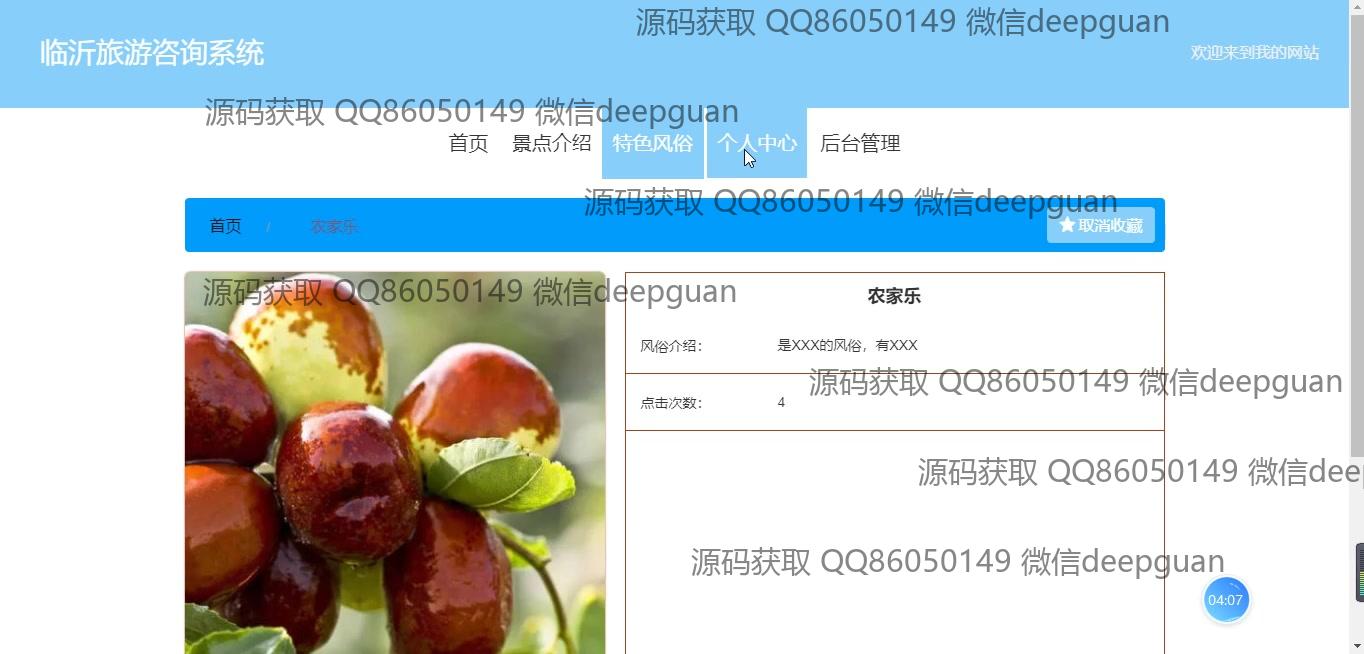 源码获取 QQ86050149 微信deepguan
临沂旅游咨询系统
欢迎来到我的网站
源码获取 QQ86050149 微信deepguan
首页 景点介绍 特色风俗 个人中心 后台管理
源码获取 QQ86050149 微信deepguan
首页 / 农家乐
取消收藏
源码获取 QQ86050149 微信deepguan
农家乐
风俗介绍: 是XXX的风俗，有XXX
源码获取 QQ86050149 微信deepguan
点击次数: 4
源码获取 QQ86050149 微信dee
源码获取 QQ86050149 微信deepguan
04:07